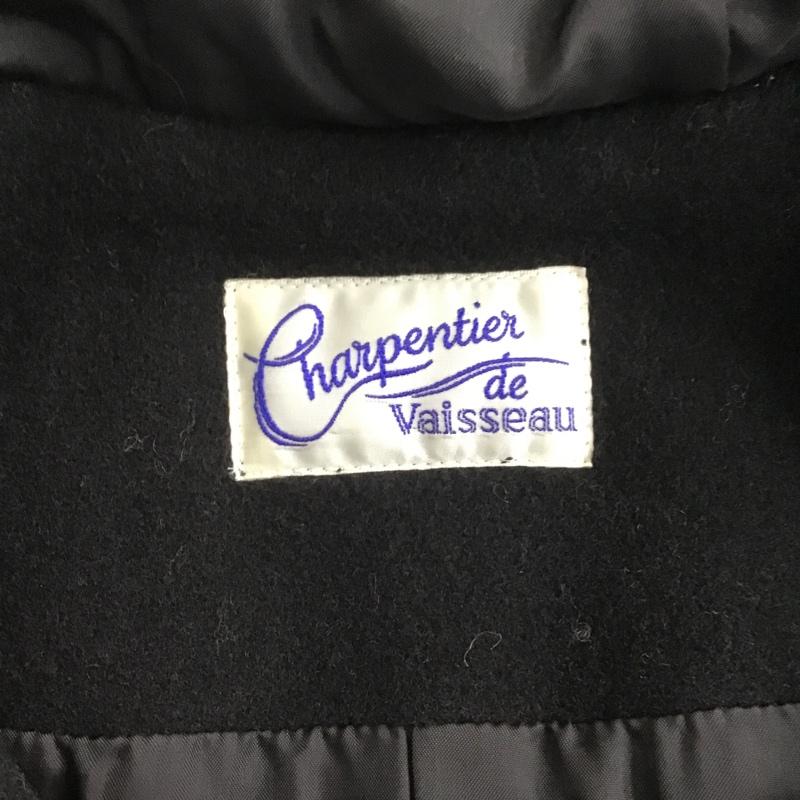 Charpentier
de
Vaisseau